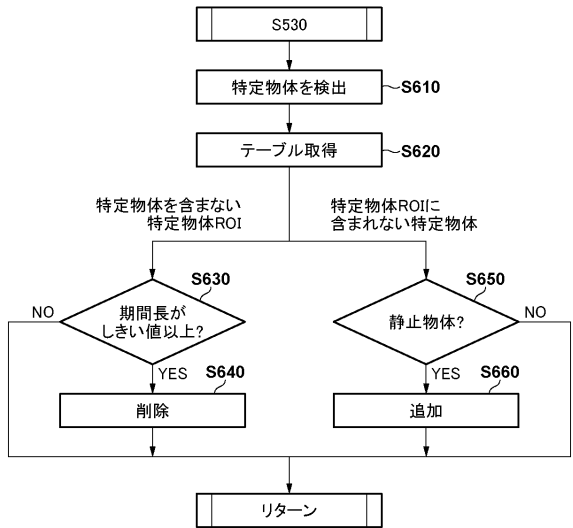 S530
特定物体を検出
S610
テーブル取得
S620
特定物体を含まない
特定物体ROI
特定物体ROIに
含まれない特定物体
S630
期間長が
しきい値以上?
NO
YES
S650
静止物体?
NO
YES
S640
削除
S660
追加
リターン